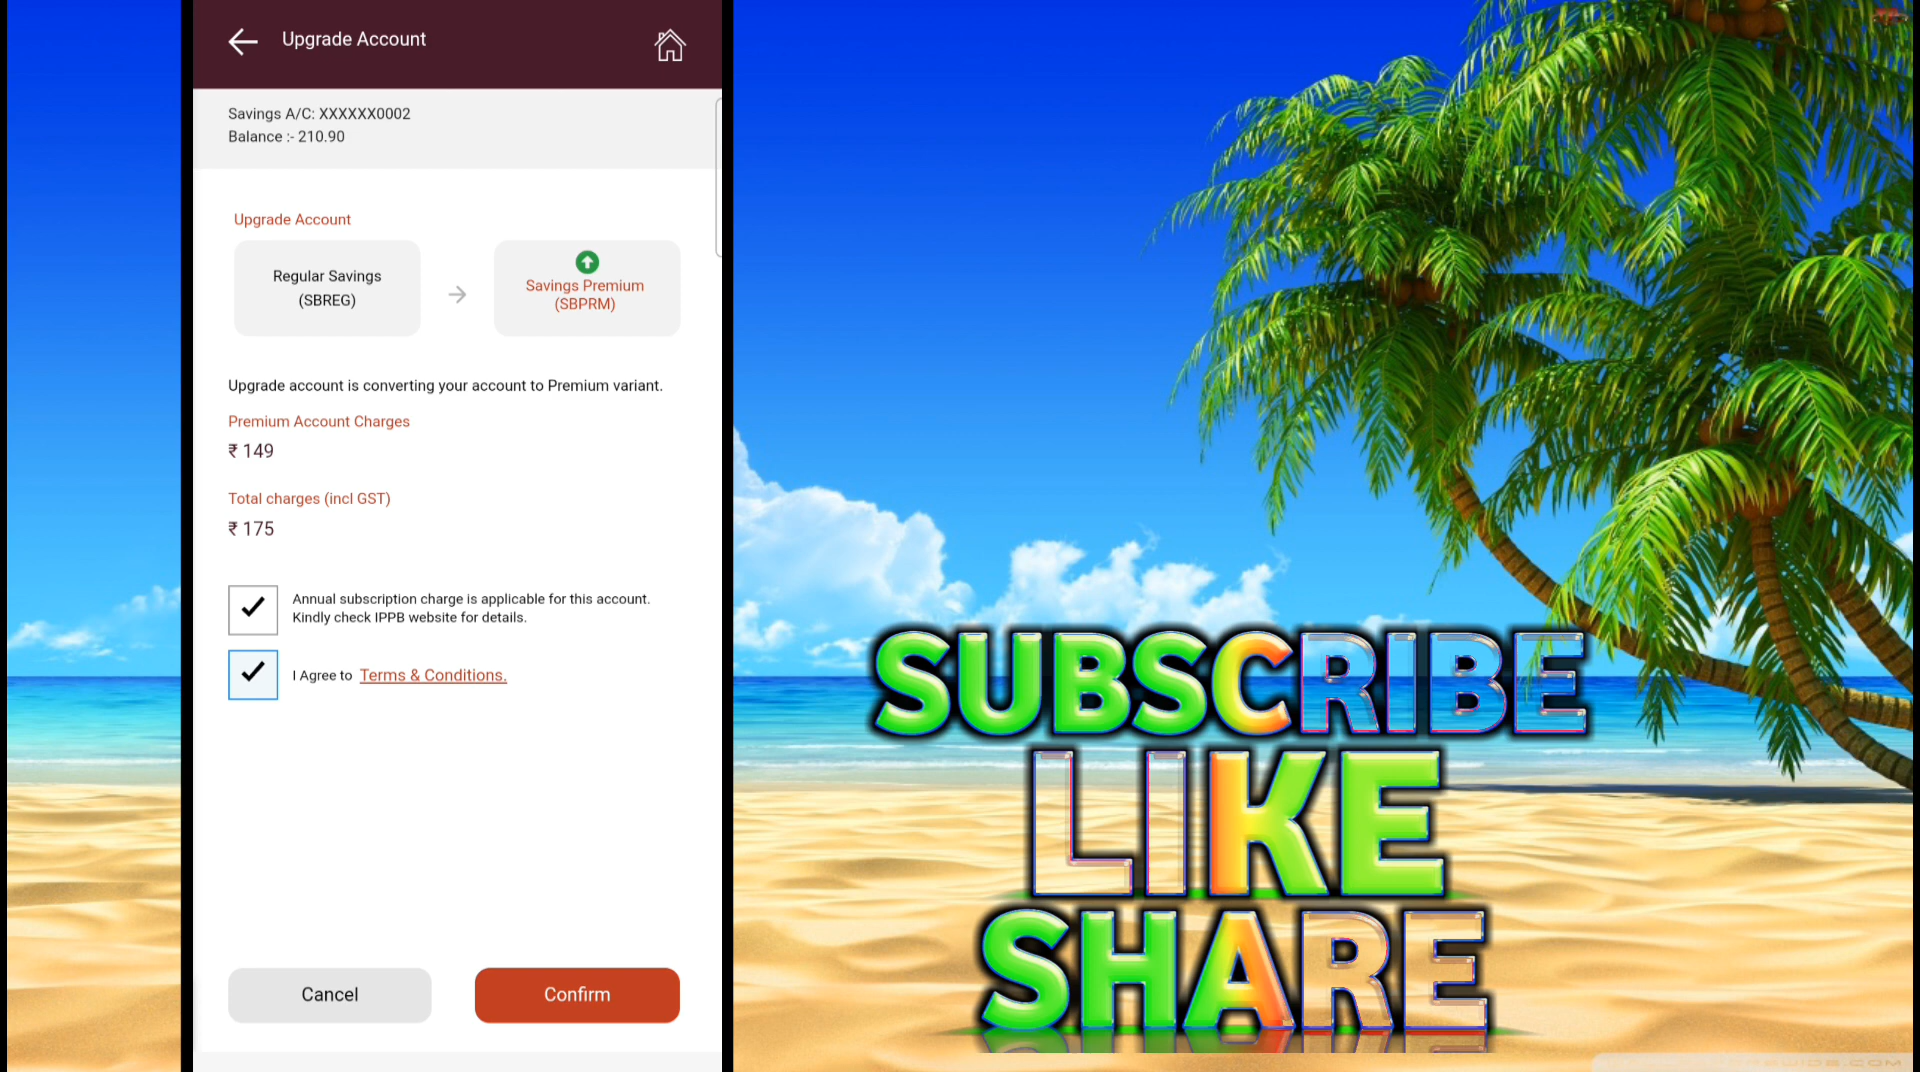 Upgrade Account
Savings A/C: XXXXXX0002
Balance :- 210.90
Upgrade Account
Regular Savings
(SBREG)
Savings Premium
(SBPRM)
Upgrade account is converting your account to Premium variant.
Premium Account Charges
₹ 149
Total charges (incl GST)
₹ 175
Annual subscription charge is applicable for this account.
Kindly check IPPB website for details.
I Agree to Terms & Conditions.
Cancel
Confirm
SUBSCRIBE
LIKE
SHARE